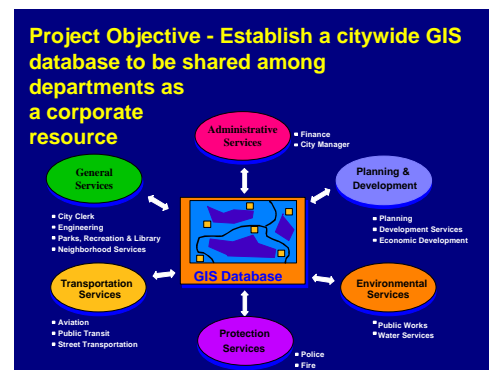 Project Objective - Establish a citywide GIS
database to be shared among
departments as
a corporate
resource
Administrative
Services
Finance
City Manager
General
Services
City Clerk
Engineering
Parks, Recreation & Library
Neighborhood Services
Planning &
Development
Planning
Development Services
Economic Development
GIS Database
Transportation
Services
Aviation
Public Transit
Street Transportation
Environmental
Services
Public Works
Water Services
Protection
Services
Police
Fire